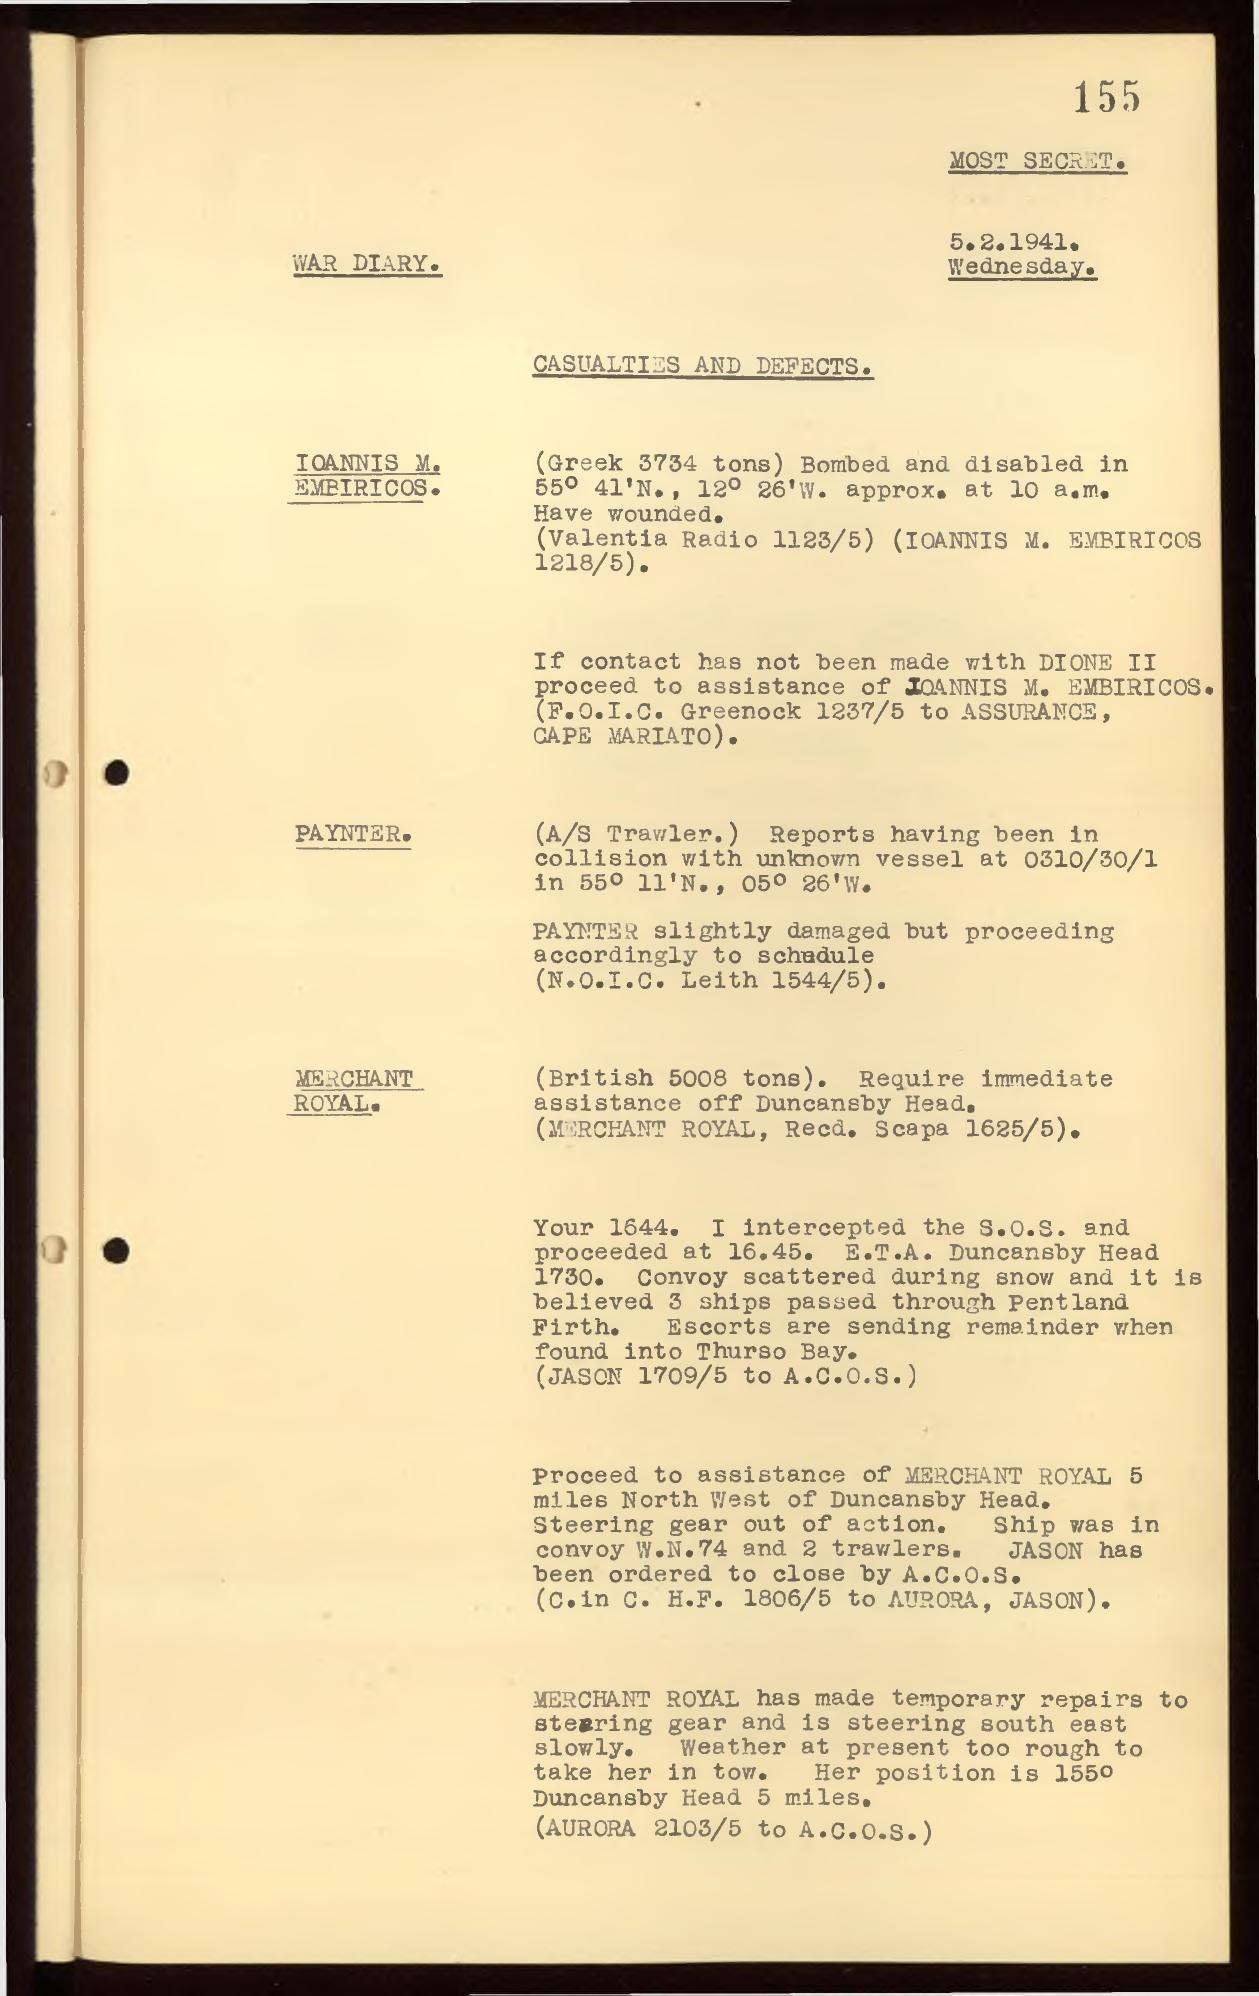 155
MOST SECRET.
5.2.1941.
WAR DIARY.
Wednesday.
CASUALTIES AND DEFECTS.
IOANNIS M.
EMBIRICOS.
(Greek 3734 tons) Bombed and disabled in
55° 41'N., 12° 26'W. approx. at 10 a.m.
Have wounded.
(Valentia Radio 1123/5) (IOANNIS M. EMBIRICOS
1218/5).
If contact has not been made with DIONE II
proceed to assistance of IOANNIS M. EMBIRICOS.
(F.O.I.C. Greenock 1237/5 to ASSURANCE,
CAPE MARIATO).
PAYNTER.
(A/S Trawler.) Reports having been in
collision with unknown vessel at 0310/30/1
in 55° 11'N., 05° 26'W.
PAYNTER slightly damaged but proceeding
accordingly to schedule
(N.O.I.C. Leith 1544/5).
MERCHANT
ROYAL.
(British 5008 tons). Require immediate
assistance off Duncansby Head.
(MERCHANT ROYAL, Recd. Scapa 1625/5).
Your 1644. I intercepted the S.O.S. and
proceeded at 16.45. E.T.A. Duncansby Head
1730. Convoy scattered during snow and it is
believed 3 ships passed through Pentland
Firth. Escorts are sending remainder when
found into Thurso Bay.
(JASON 1709/5 to A.C.O.S.)
Proceed to assistance of MERCHANT ROYAL 5
miles North West of Duncansby Head.
Steering gear out of action. Ship was in
convoy W.N.74 and 2 trawlers. JASON has
been ordered to close by A.C.O.S.
(C.in C. H.F. 1806/5 to AURORA, JASON).
MERCHANT ROYAL has made temporary repairs to
steering gear and is steering south east
slowly. Weather at present too rough to
take her in tow. Her position is 155°
Duncansby Head 5 miles.
(AURORA 2103/5 to A.C.O.S.)